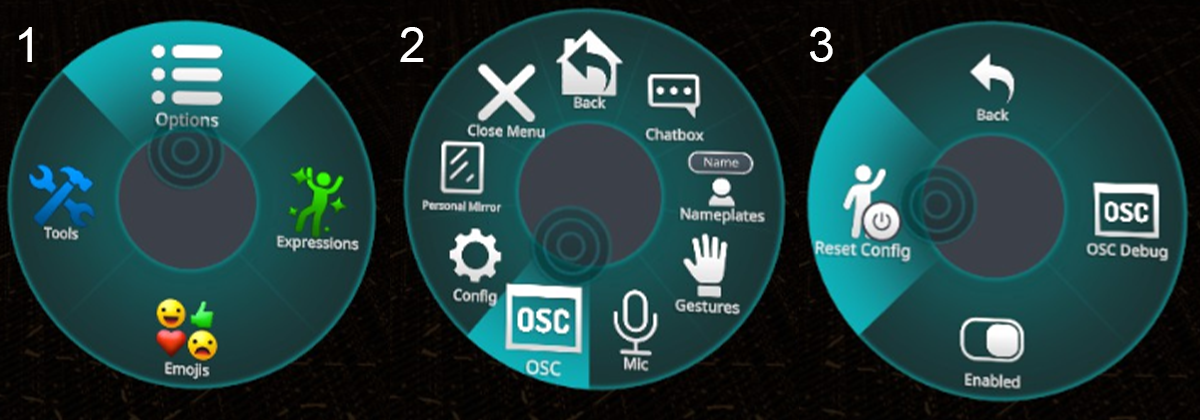 1
Options
Tools
Expressions
Emojis
2
Back
Close Menu
Chatbox
Personal Mirror
Name
Nameplates
Config
Gestures
OSC
OSC
Mic
3
Back
Reset Config
OSC
OSC Debug
Enabled